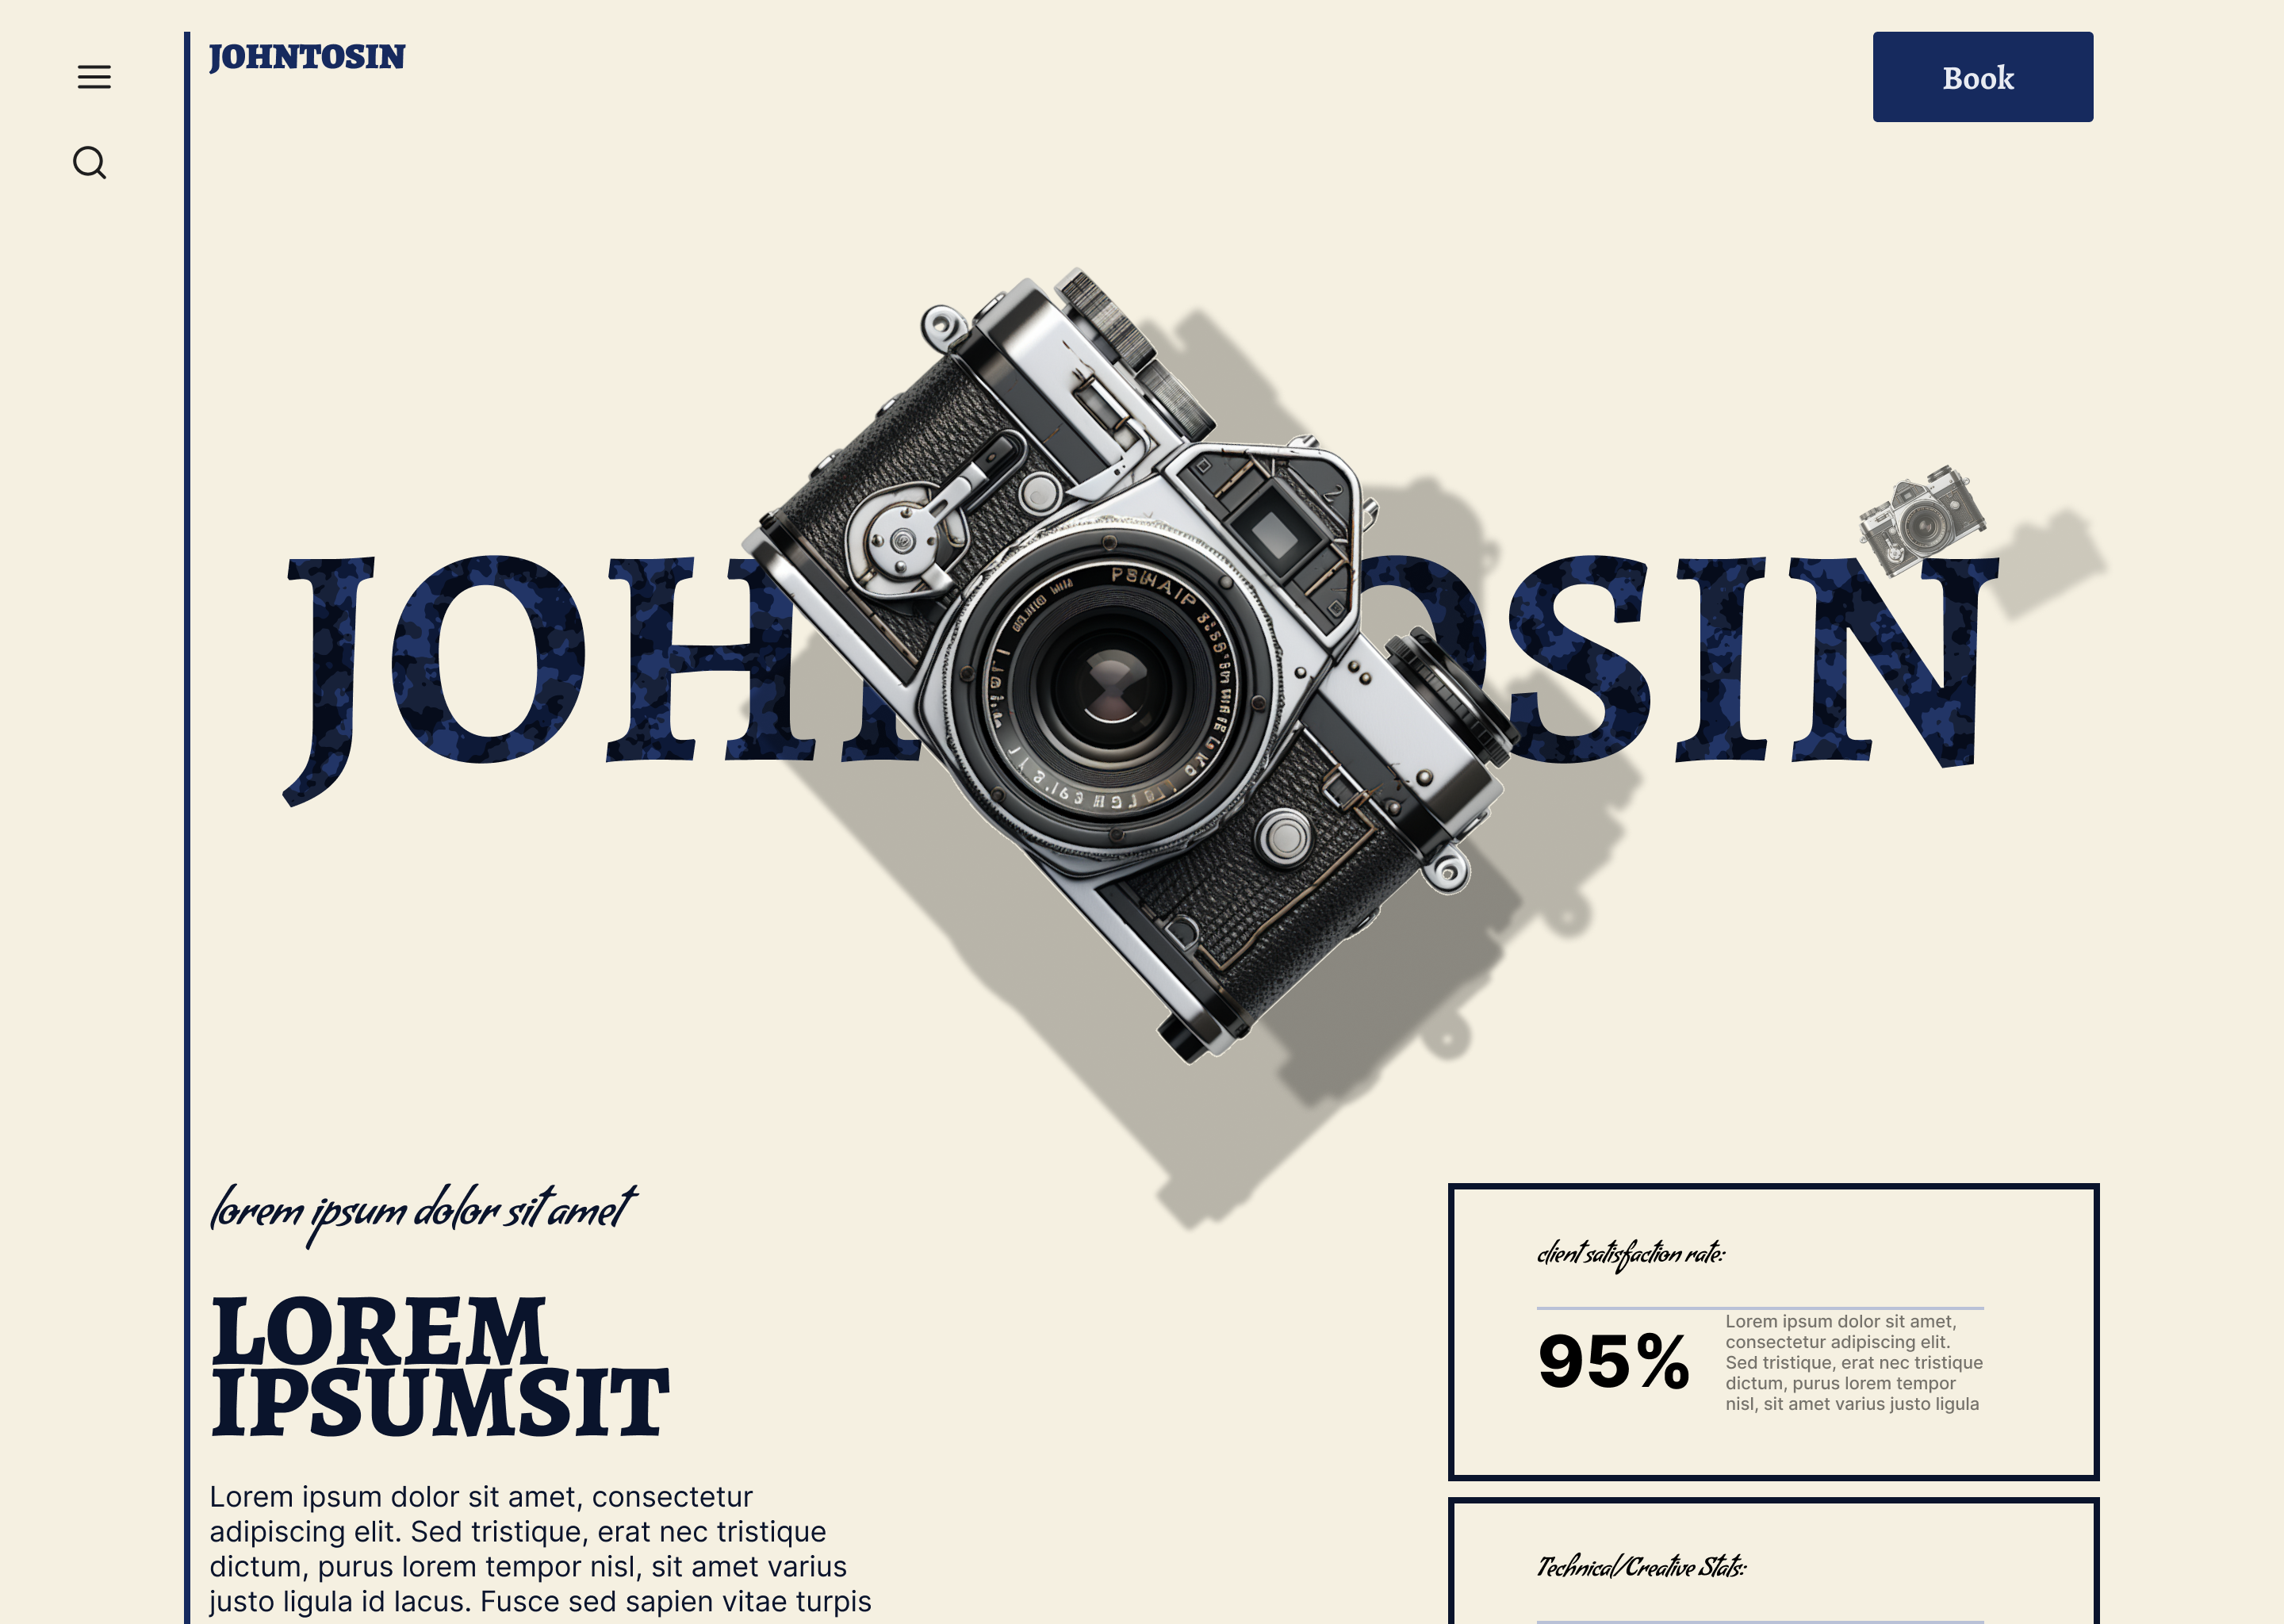 JOHNTOSIN
Book
JOH OSIN
lorem ipsum dolor sit amet
LOREM
IPSUMSIT
Lorem ipsum dolor sit amet, consectetur
adipiscing elit. Sed tristique, erat nec tristique
dictum, purus lorem tempor nisl, sit amet varius
justo ligula id lacus. Fusce sed sapien vitae turpis
client satisfaction rate:
95%
Lorem ipsum dolor sit amet,
consectetur adipiscing elit.
Sed tristique, erat nec tristique
dictum, purus lorem tempor
nisl, sit amet varius justo ligula
Technical/Creative Stats: